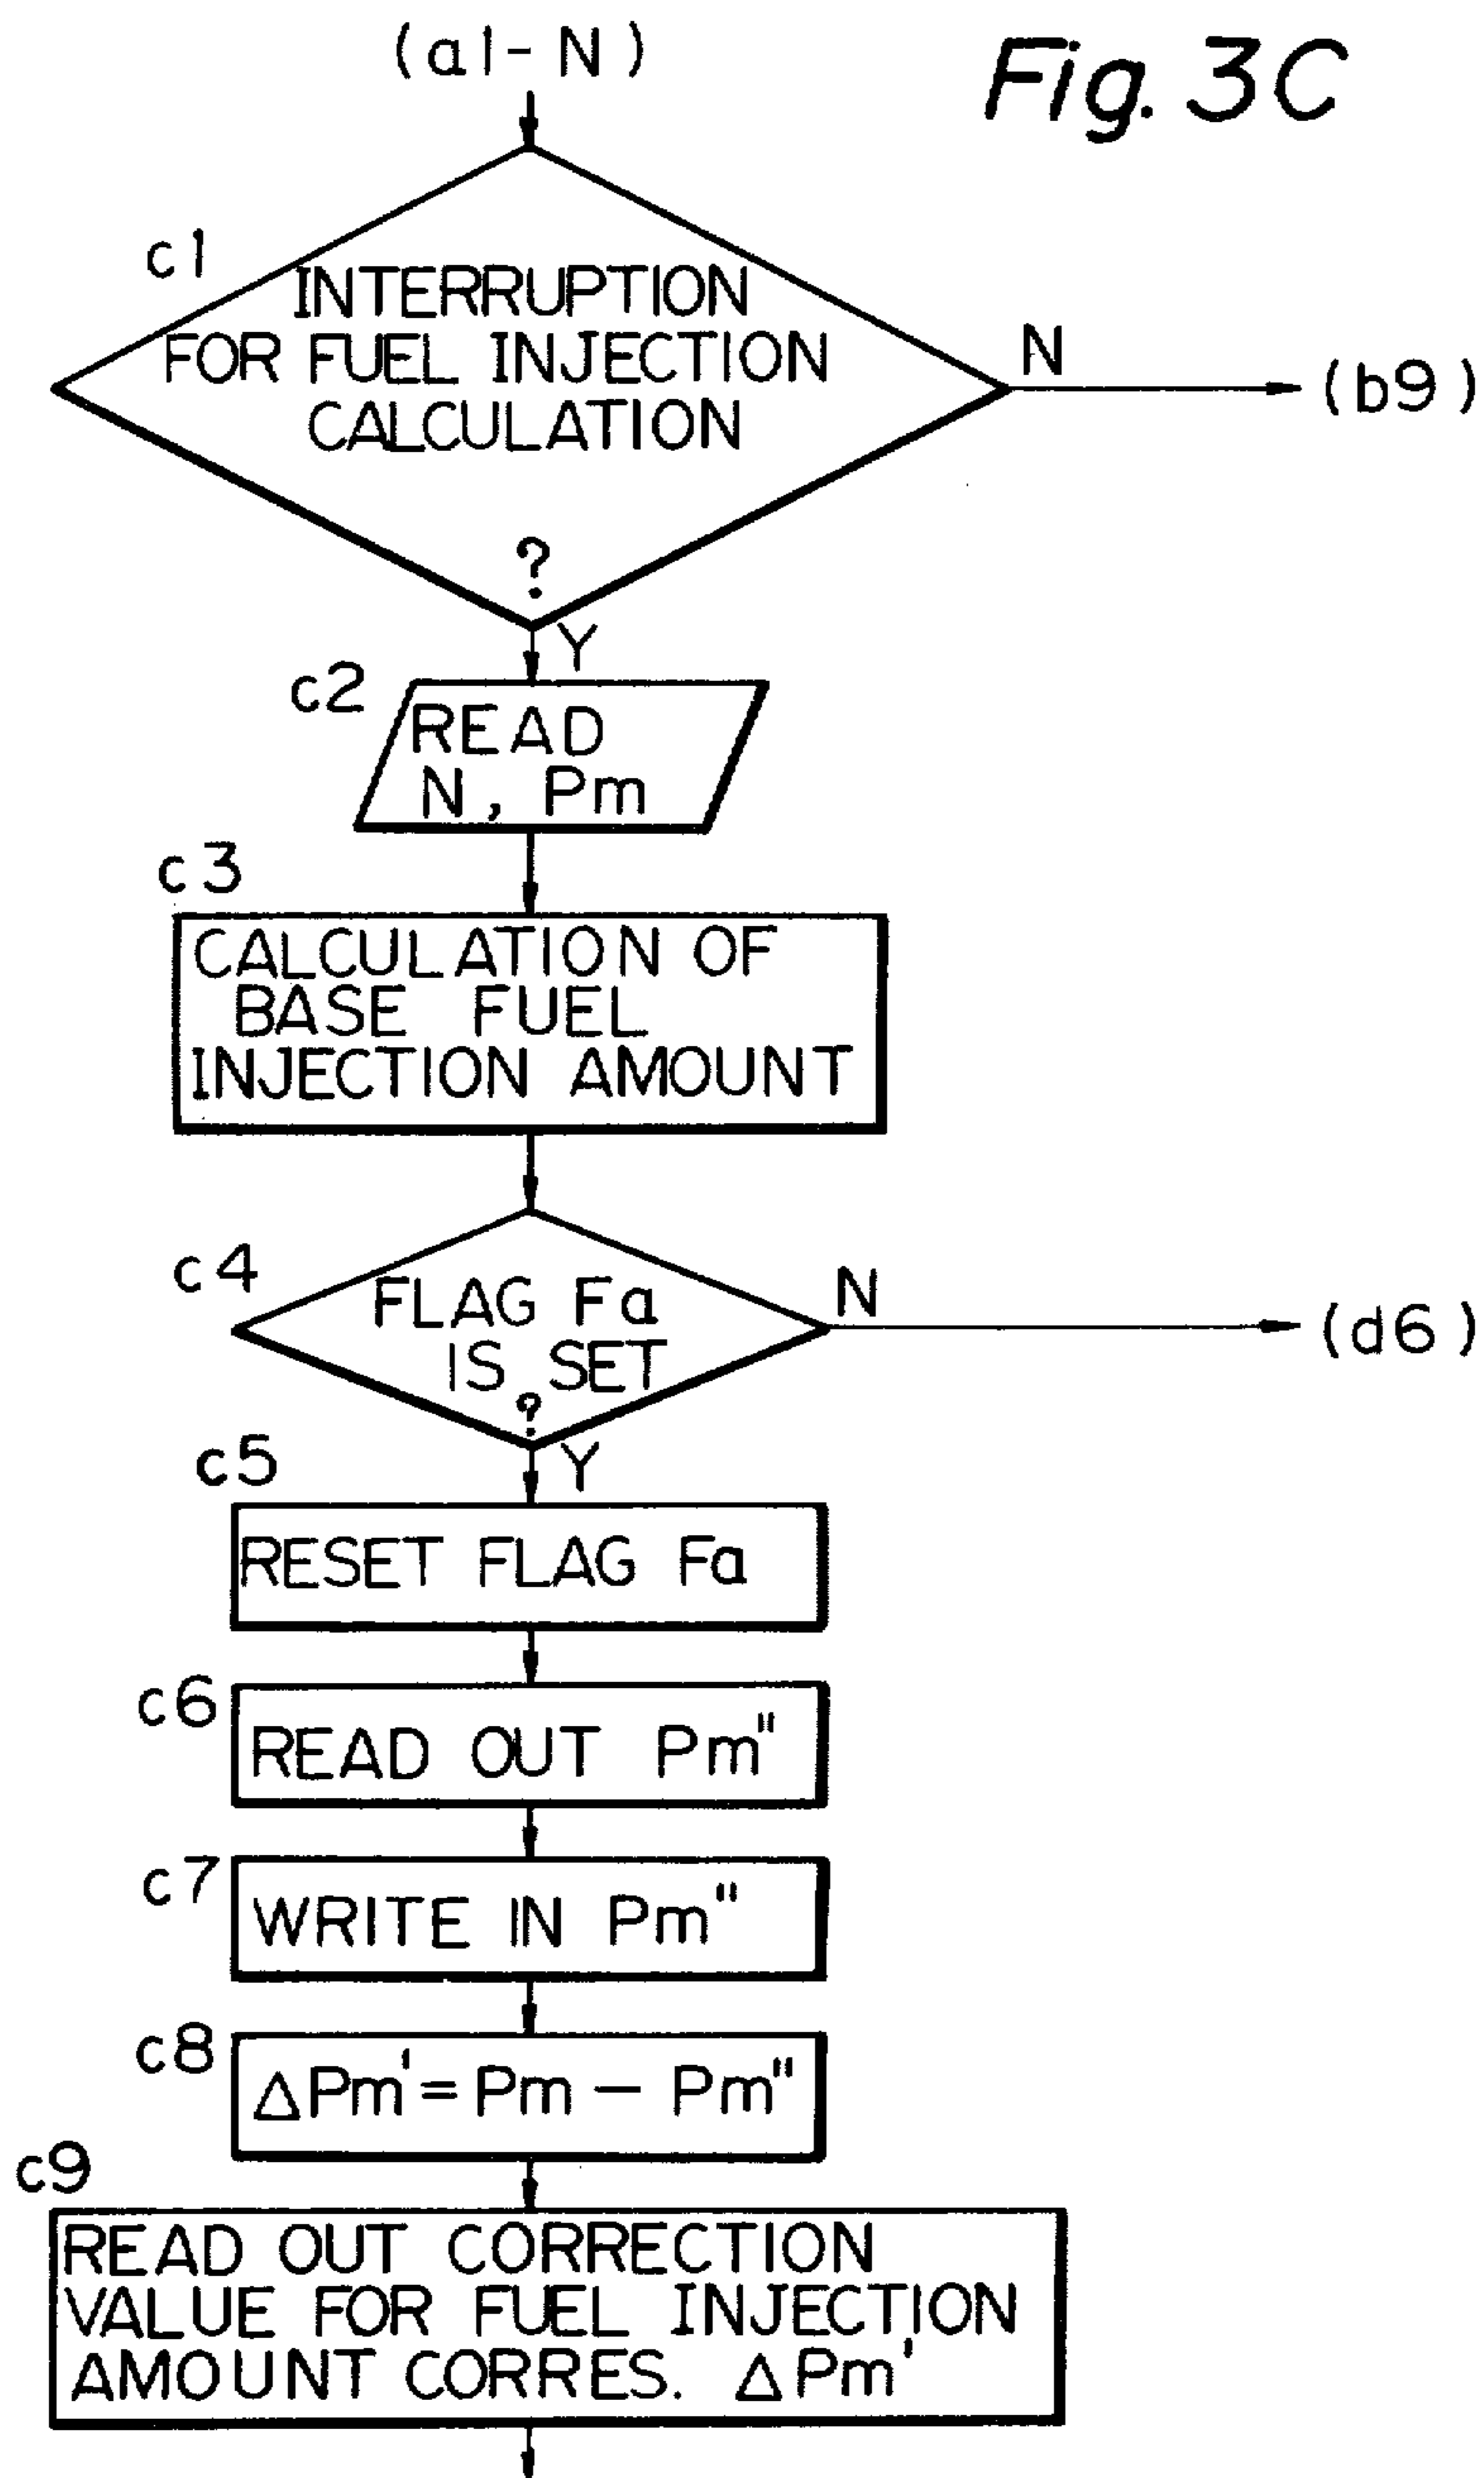 (a1-N)
Fig. 3C
c1
INTERRUPTION
FOR FUEL INJECTION
CALCULATION
?
N
(b9)
Y
c2
READ
N, Pm
c3
CALCULATION OF
BASE FUEL
INJECTION AMOUNT
c4
FLAG Fa
IS SET
?
N
(d6)
Y
c5
RESET FLAG Fa
c6
READ OUT Pm"
c7
WRITE IN Pm"
c8
ΔPm'=Pm - Pm"
c9
READ OUT CORRECTION
VALUE FOR FUEL INJECTION
AMOUNT CORRES. ΔPm'